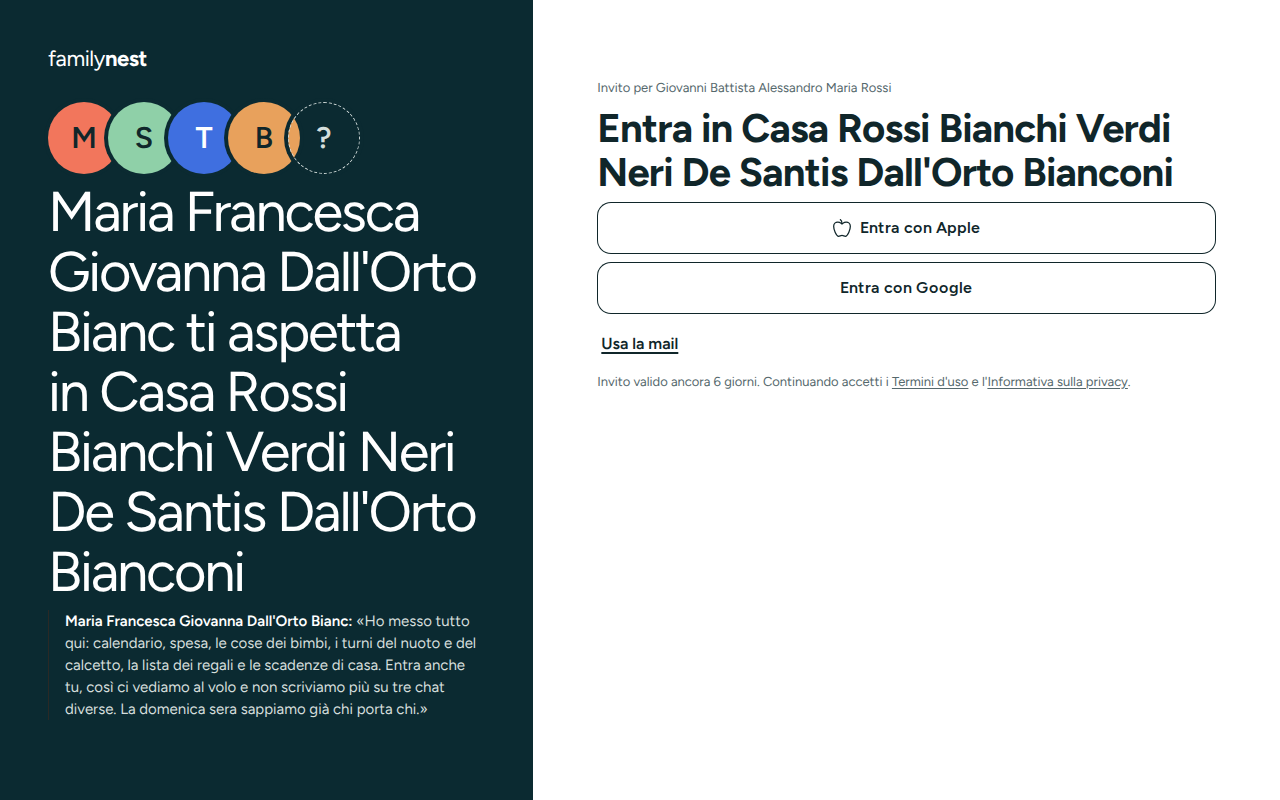 familynest
M S T B ?
Maria Francesca
Giovanna Dall'Orto
Bianc ti aspetta
in Casa Rossi
Bianchi Verdi Neri
De Santis Dall'Orto
Bianconi
Maria Francesca Giovanna Dall'Orto Bianc: «Ho messo tutto
qui: calendario, spesa, le cose dei bimbi, i turni del nuoto e del
calcetto, la lista dei regali e le scadenze di casa. Entra anche
tu, così ci vediamo al volo e non scriviamo più su tre chat
diverse. La domenica sera sappiamo già chi porta chi.»
Invito per Giovanni Battista Alessandro Maria Rossi
Entra in Casa Rossi Bianchi Verdi
Neri De Santis Dall'Orto Bianconi
Entra con Apple
Entra con Google
Usa la mail
Invito valido ancora 6 giorni. Continuando accetti i Termini d'uso e l'Informativa sulla privacy.